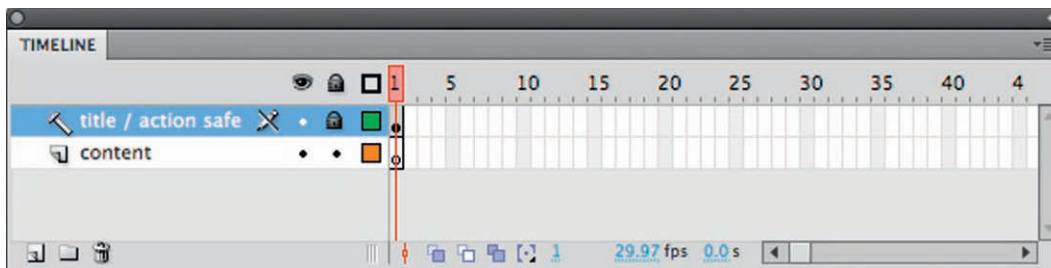 TIMELINE
1 5 10 15 20 25 30 35 40 4
title / action safe
content
1 29.97 fps 0.0 s